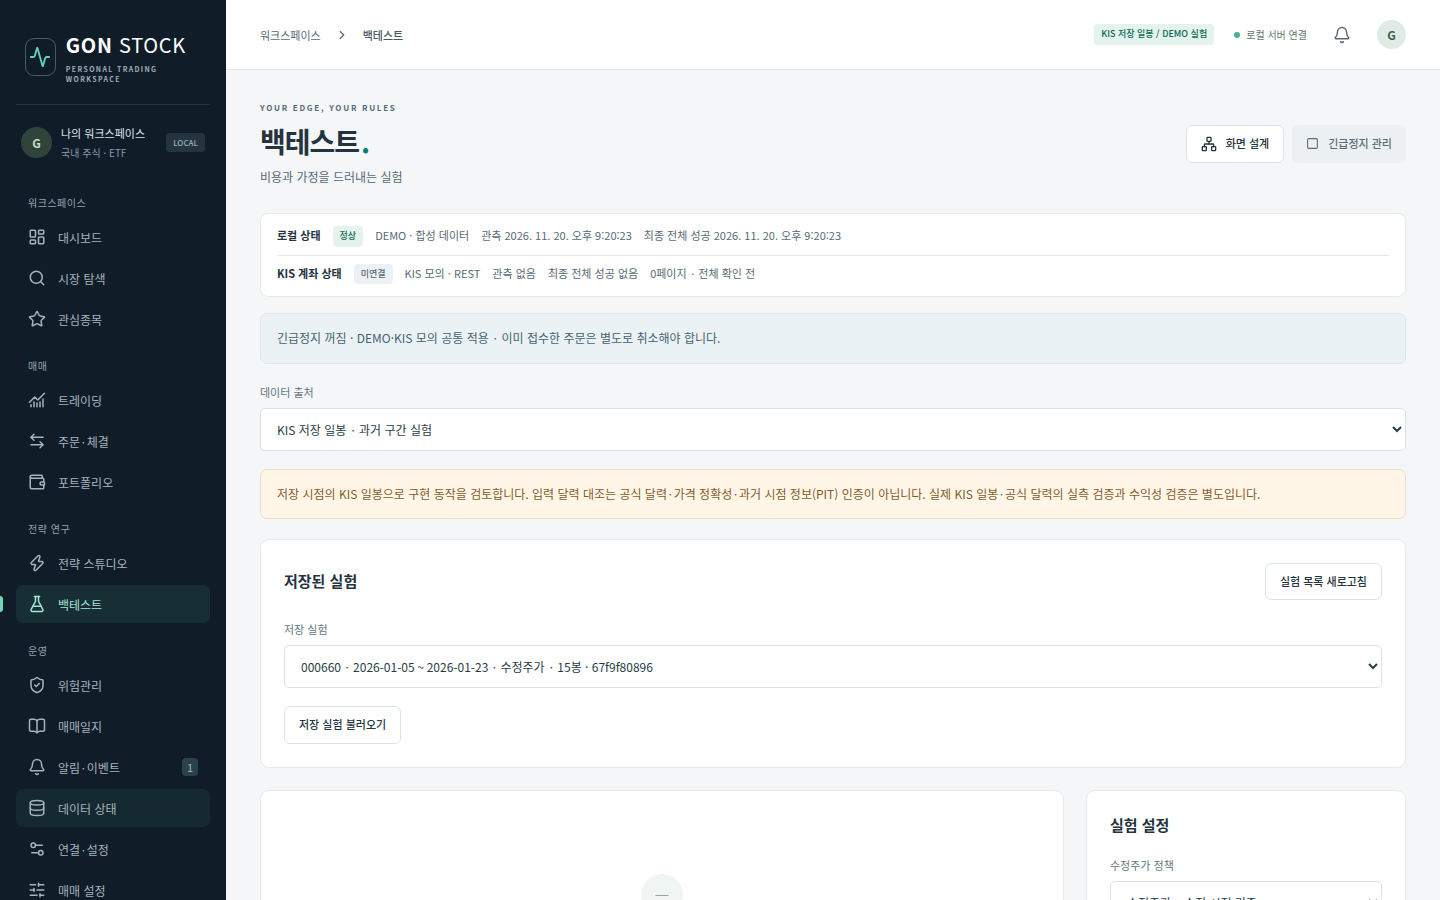 GON STOCK
PERSONAL TRADING
WORKSPACE
G
나의 워크스페이스
국내 주식 · ETF
LOCAL
워크스페이스
대시보드
시장 탐색
관심종목
매매
트레이딩
주문·체결
포트폴리오
전략 연구
전략 스튜디오
백테스트
운영
위험관리
매매일지
알림·이벤트
1
데이터 상태
연결·설정
매매 설정
워크스페이스 > 백테스트
KIS 저장 일봉 / DEMO 실험
로컬 서버 연결
G
YOUR EDGE, YOUR RULES
백테스트.
비용과 가정을 드러내는 실험
화면 설계
긴급정지 관리
로컬 상태 정상 DEMO · 합성 데이터 관측 2026. 11. 20. 오후 9:20:23 최종 전체 성공 2026. 11. 20. 오후 9:20:23
KIS 계좌 상태 미연결 KIS 모의 · REST 관측 없음 최종 전체 성공 없음 0페이지 · 전체 확인 전
긴급정지 꺼짐 · DEMO·KIS 모의 공통 적용 · 이미 접수한 주문은 별도로 취소해야 합니다.
데이터 출처
KIS 저장 일봉 · 과거 구간 실험
저장 시점의 KIS 일봉으로 구현 동작을 검토합니다. 입력 달력 대조는 공식 달력·가격 정확성·과거 시점 정보(PIT) 인증이 아닙니다. 실제 KIS 일봉·공식 달력의 실측 검증과 수익성 검증은 별도입니다.
저장된 실험
실험 목록 새로고침
저장 실험
000660 · 2026-01-05 ~ 2026-01-23 · 수정주가 · 15봉 · 67f9f80896
저장 실험 불러오기
실험 설정
수정주가 정책